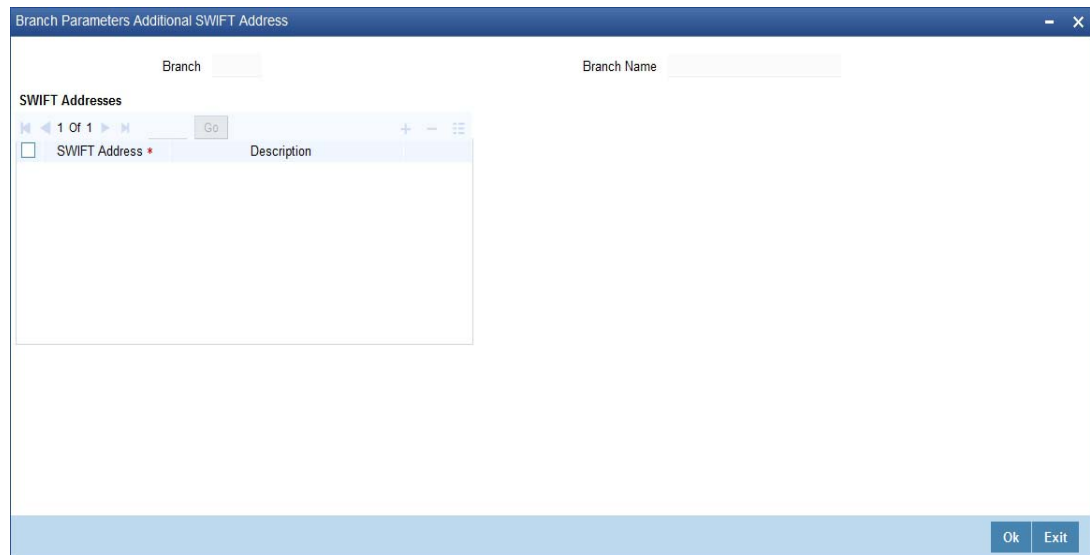 Branch Parameters Additional SWIFT Address
Branch
Branch Name
SWIFT Addresses
1 Of 1
Go
SWIFT Address *
Description
Ok
Exit